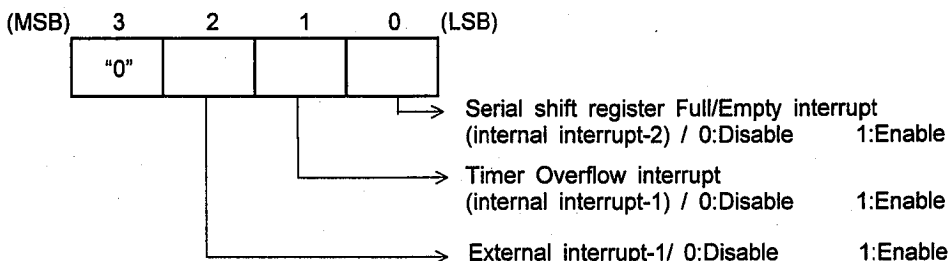 (MSB) 3 2 1 0 (LSB)
“0”
Serial shift register Full/Empty interrupt
(internal interrupt-2) / 0:Disable 1:Enable
Timer Overflow interrupt
(internal interrupt-1) / 0:Disable 1:Enable
External interrupt-1/ 0:Disable 1:Enable